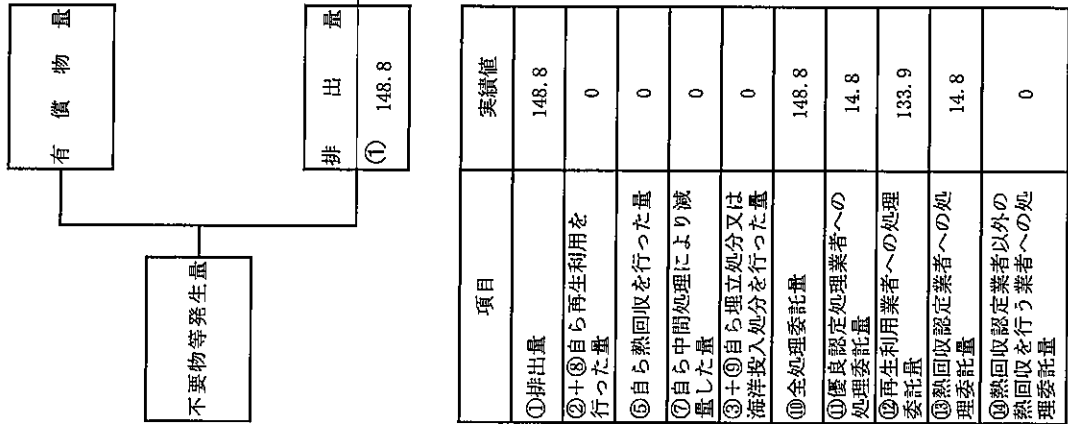 有償物量
不要物等発生量
排出量
① 148.8
項目 実績値
①排出量 148.8
②+⑧自ら再生利用を
行った量 0
⑤自ら熱回収を行った量 0
⑦自ら中間処理により減
量した量 0
③+⑨自ら埋立処分又は
海洋投入処分を行った量 0
⑩全処理委託量 148.8
⑪優良認定処理業者への
処理委託量 14.8
⑫再生利用業者への処理
委託量 133.9
⑬熱回収認定業者への処
理委託量 14.8
⑭熱回収認定業者以外の
熱回収を行う業者への処
理委託量 0